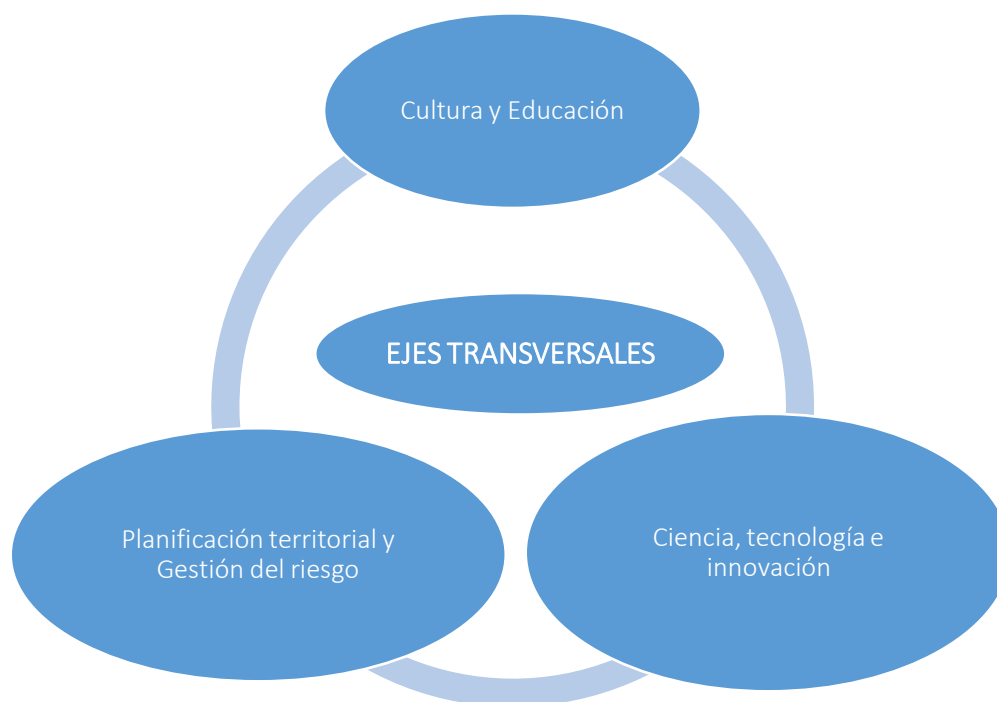 Cultura y Educación
EJES TRANSVERSALES
Planificación territorial y
Gestión del riesgo
Ciencia, tecnología e
innovación